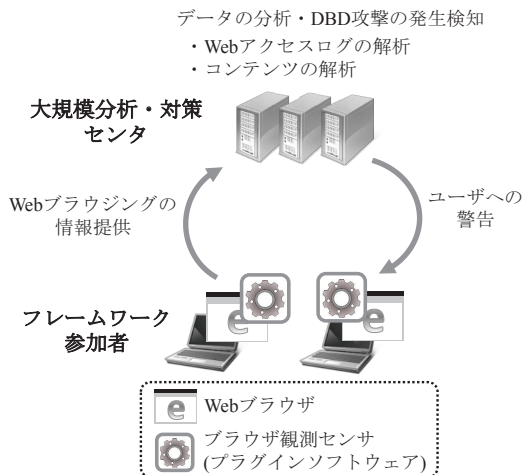 データの分析・DBD攻撃の発生検知
・Webアクセスログの解析
・コンテンツの解析
大規模分析・対策
センタ
Webブラウジングの
情報提供
ユーザへの
警告
フレームワーク
参加者
e
e
e Webブラウザ
ブラウザ観測センサ
(プラグインソフトウェア)